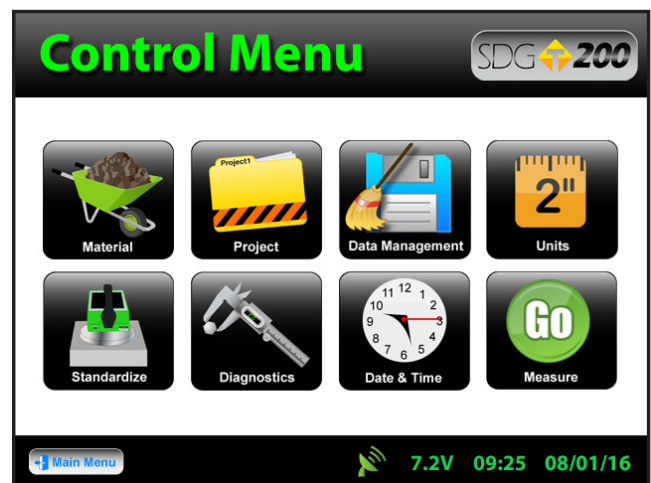 Control Menu
SDG 200
Project1
2"
Material
Project
Data Management
Units
11 12 1
10 2
9 3
8 4
7 6 5
Go
Standardize
Diagnostics
Date & Time
Measure
Main Menu
7.2V 09:25 08/01/16